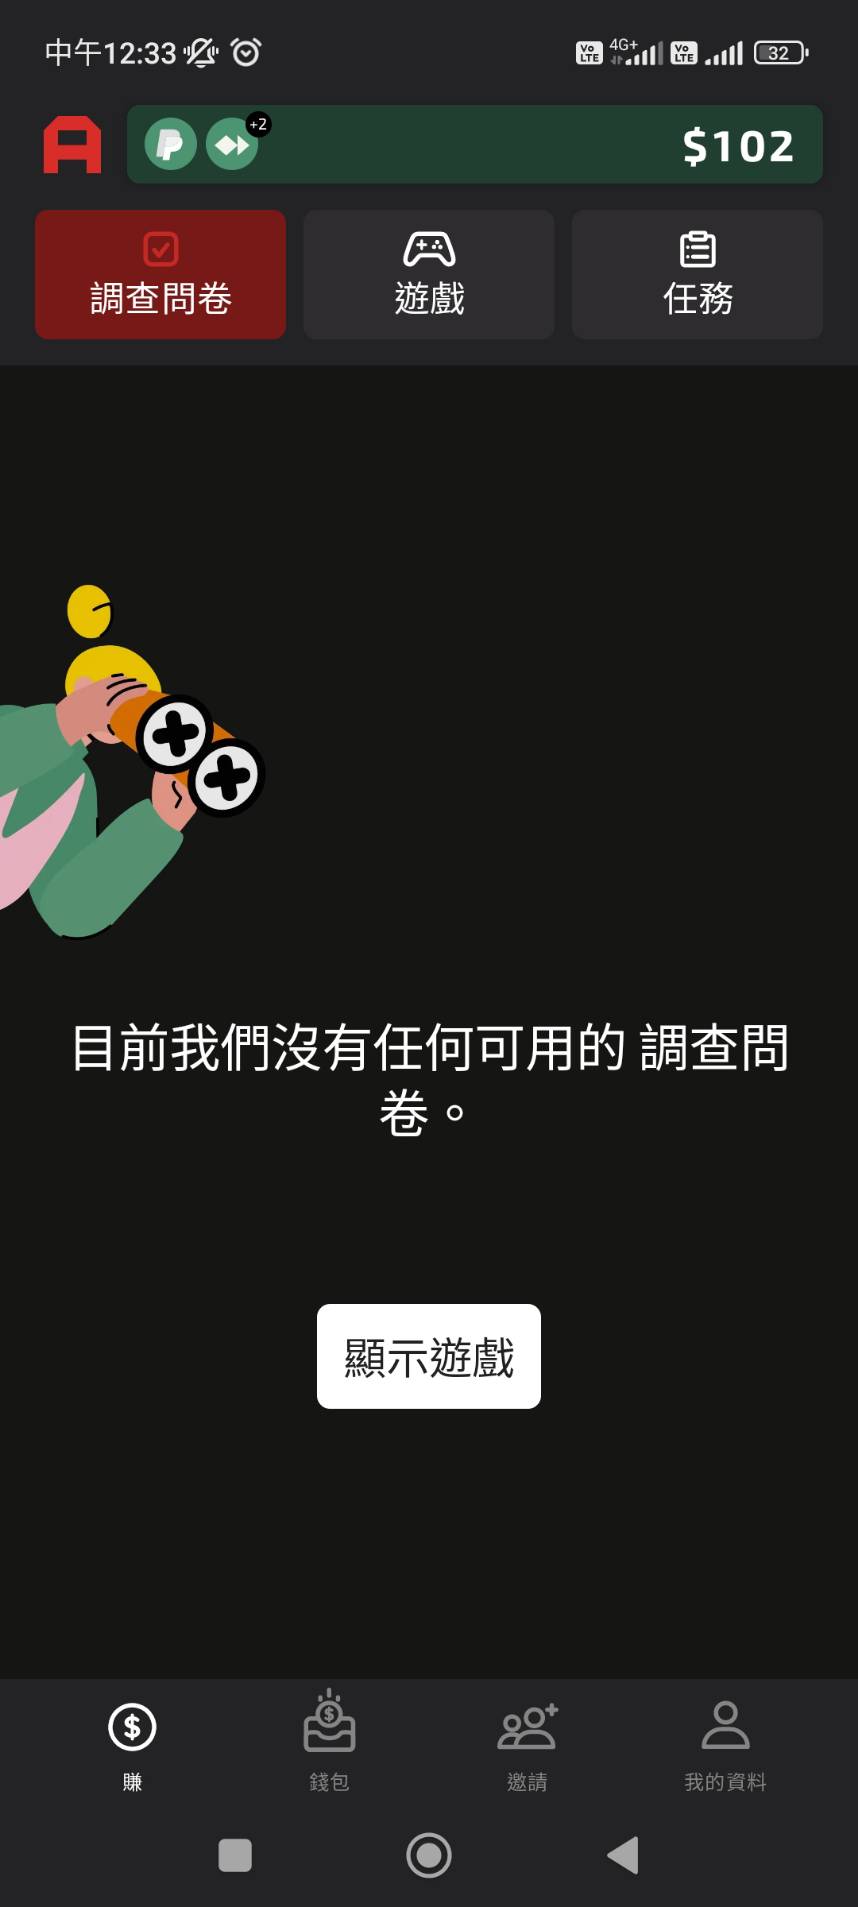 中午12:33
4G+
Vo LTE
Vo LTE
32
+2
$102
調查問卷
遊戲
任務
目前我們沒有任何可用的 調查問
卷。
顯示遊戲
賺
錢包
邀請
我的資料